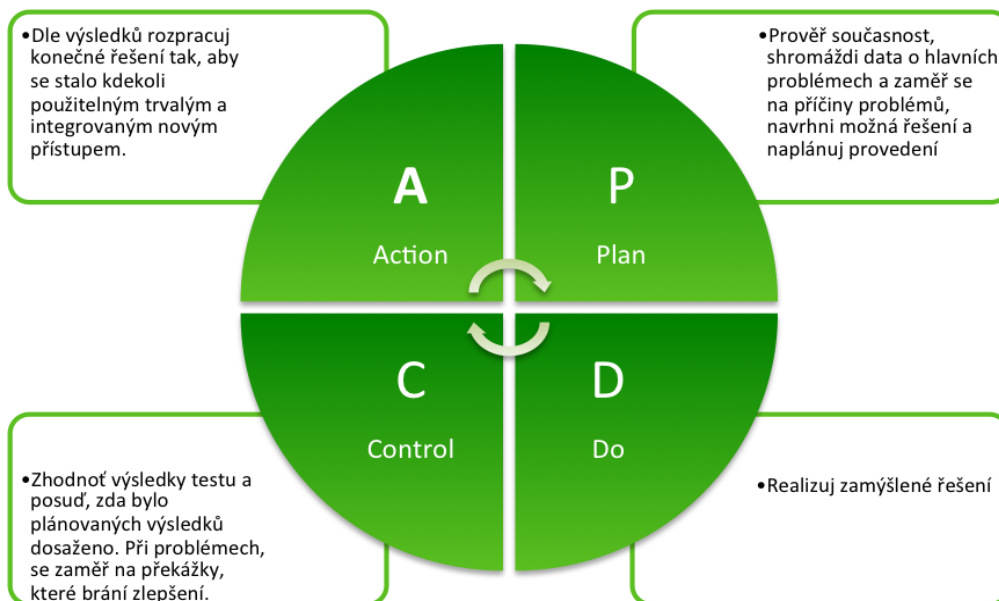 •Dle výsledků rozpracuj
konečné řešení tak, aby
se stalo kdekoli
použitelným trvalým a
integrovaným novým
přístupem.
•Prověř současnost,
shromáždi data o hlavních
problémech a zaměř se
na příčiny problémů,
navrhni možná řešení a
naplánuj provedení
A
Action
P
Plan
C
Control
D
Do
•Zhodnoť výsledky testu a
posuď, zda bylo
plánovaných výsledků
dosaženo. Při problémech,
se zaměř na překážky,
které brání zlepšení.
•Realizuj zamýšlené řešení